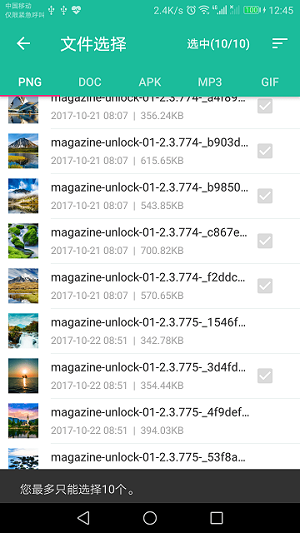 中国移动
仅限紧急呼叫
2.4K/s
100
12:45
文件选择
选中(10/10)
PNG DOC APK MP3 GIF
magazine-unlock-01-2.3.774-_a4f89...
2017-10-21 08:07 | 356.24KB
magazine-unlock-01-2.3.774-_b903d...
2017-10-21 08:07 | 615.65KB
magazine-unlock-01-2.3.774-_b9850...
2017-10-21 08:07 | 543.85KB
magazine-unlock-01-2.3.774-_c867e...
2017-10-21 08:07 | 700.82KB
magazine-unlock-01-2.3.774-_f2ddc...
2017-10-21 08:07 | 570.65KB
magazine-unlock-01-2.3.775-_1546f...
2017-10-22 08:51 | 342.78KB
magazine-unlock-01-2.3.775-_3d4fd...
2017-10-22 08:51 | 354.44KB
magazine-unlock-01-2.3.775-_4f9def...
2017-10-22 08:51 | 394.03KB
magazine-unlock-01-2.3.775-_53f8a...
您最多只能选择10个。